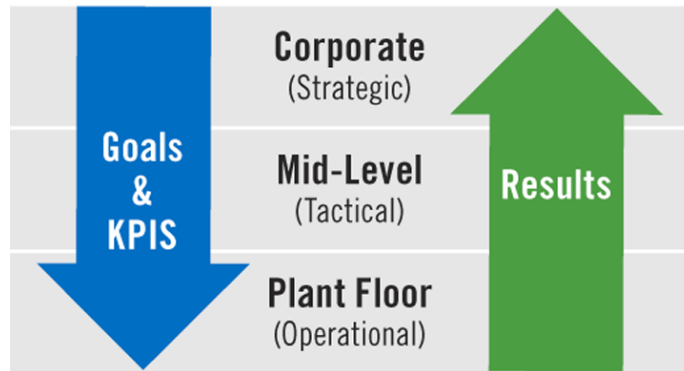 Corporate
(Strategic)
Goals
&
KPIS
Mid-Level
(Tactical)
Results
Plant Floor
(Operational)